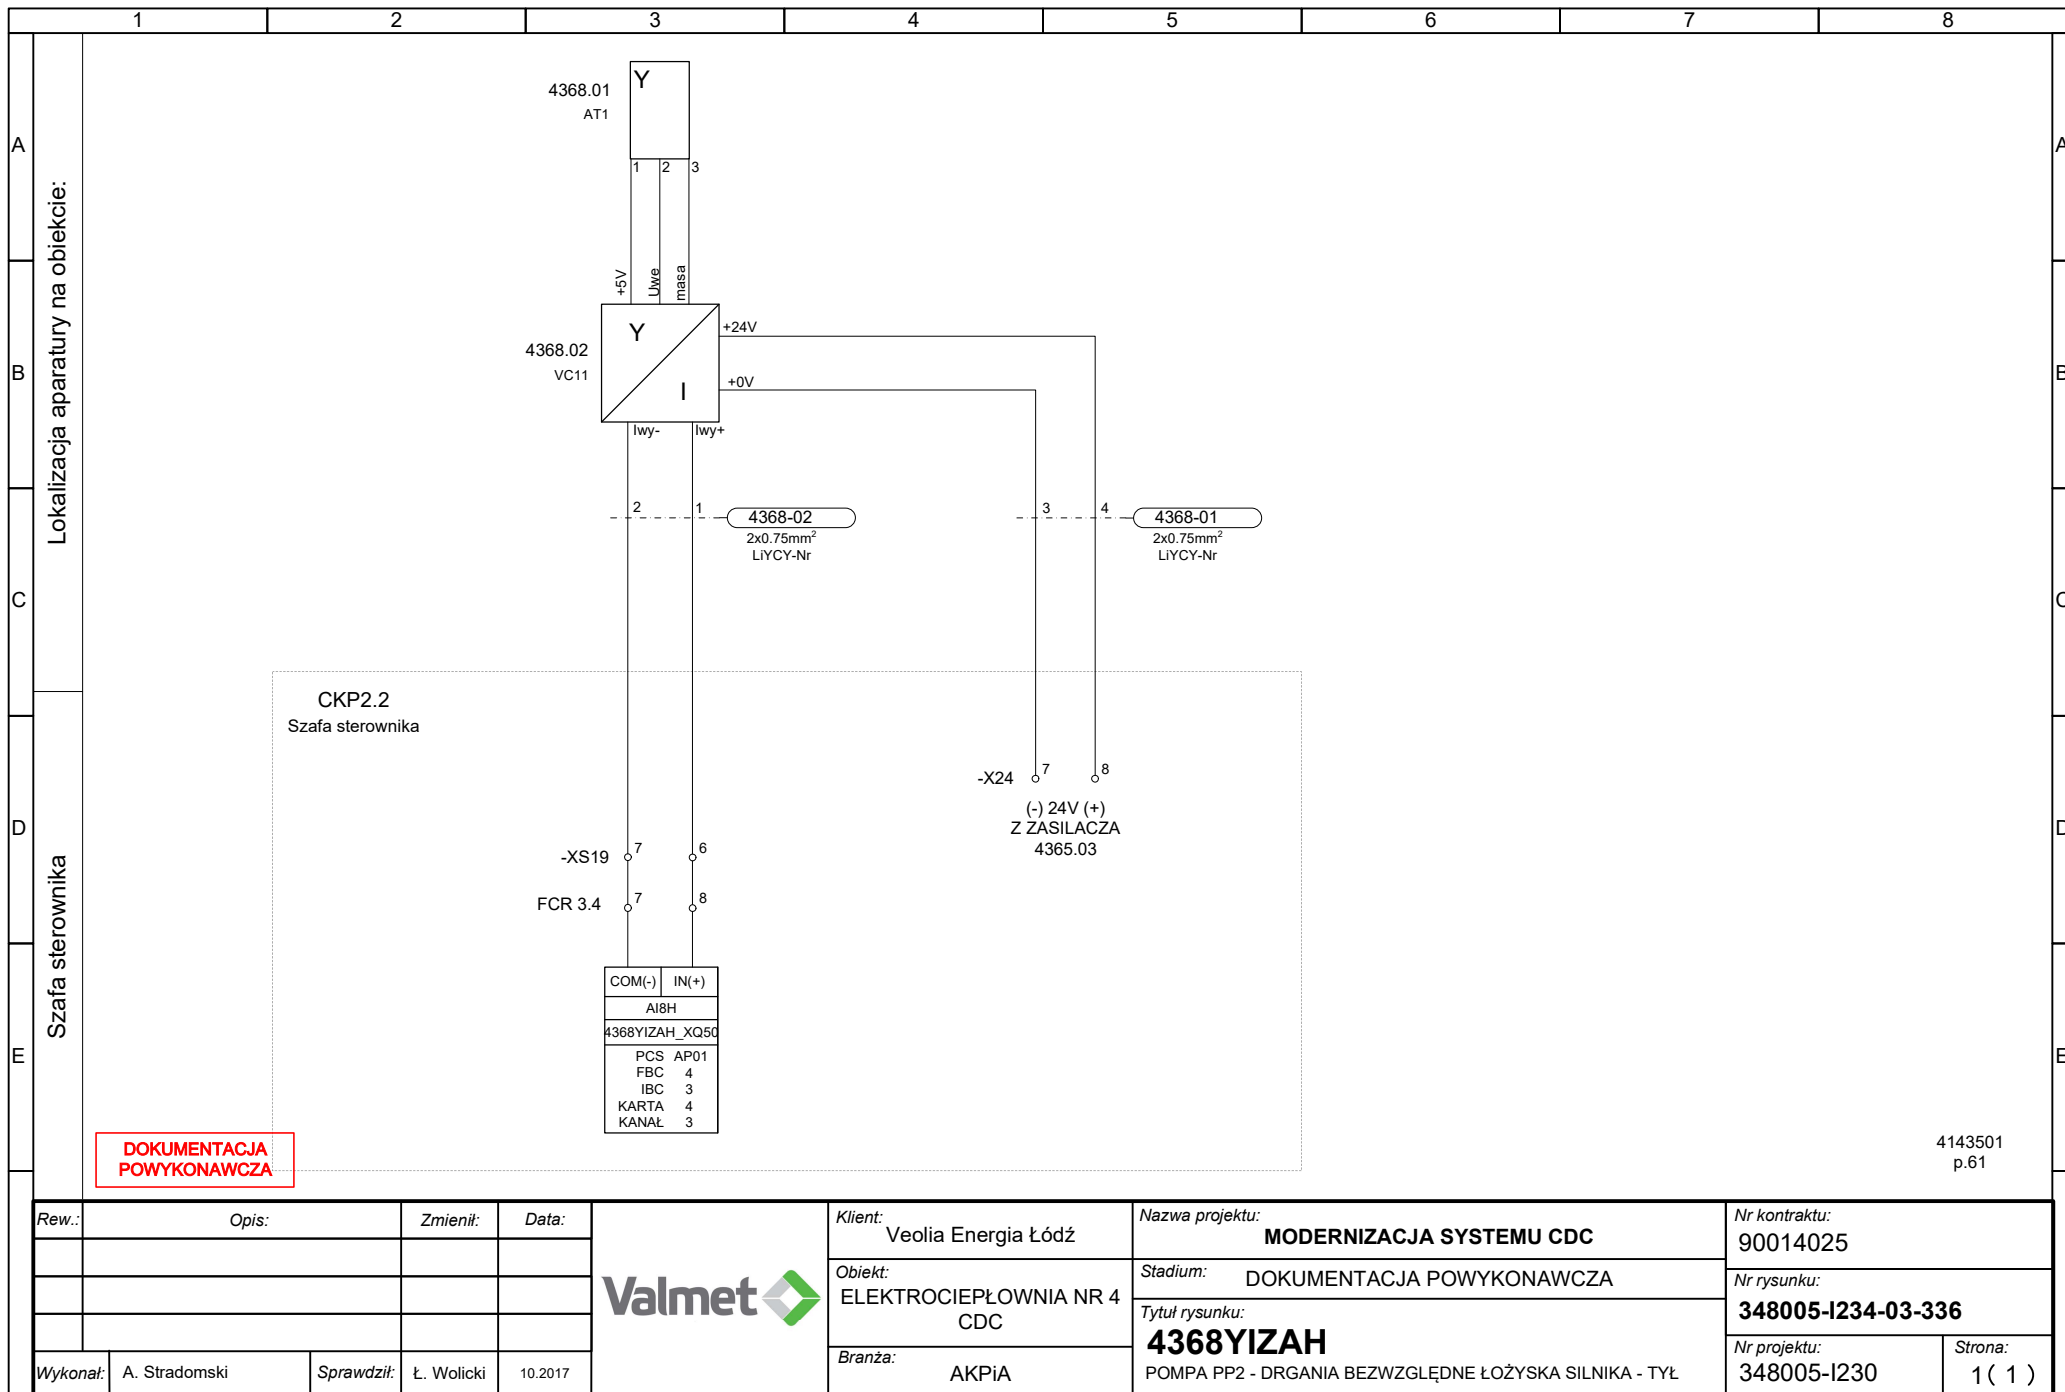 1 2 3 4 5 6 7 8
A A
B B
C C
D D
E E
Lokalizacja aparatury na obiekcie:
Szafa sterownika
4368.01
AT1
Y
1 2 3
+5V Uwe masa
4368.02
VC11
Y
I
+24V
+0V
Iwy- Iwy+
2 1
4368-02
2x0.75mm²
LiYCY-Nr
3 4
4368-01
2x0.75mm²
LiYCY-Nr
CKP2.2
Szafa sterownika
-X24 7 8
(-) 24V (+)
Z ZASILACZA
4365.03
-XS19 7 6
FCR 3.4 7 8
COM(-) IN(+)
AI8H
4368YIZAH_XQ50
PCS AP01
FBC 4
IBC 3
KARTA 4
KANAŁ 3
DOKUMENTACJA
POWYKONAWCZA
4143501
p.61
Rew.: Opis: Zmienił: Data:
Wykonał: A. Stradomski Sprawdził: Ł. Wolicki 10.2017
Valmet
Klient:
Veolia Energia Łódź
Obiekt:
ELEKTROCIEPŁOWNIA NR 4
CDC
Branża:
AKPiA
Nazwa projektu:
MODERNIZACJA SYSTEMU CDC
Stadium: DOKUMENTACJA POWYKONAWCZA
Tytuł rysunku:
4368YIZAH
POMPA PP2 - DRGANIA BEZWZGLĘDNE ŁOŻYSKA SILNIKA - TYŁ
Nr kontraktu:
90014025
Nr rysunku:
348005-I234-03-336
Nr projektu:
348005-I230
Strona:
1( 1 )